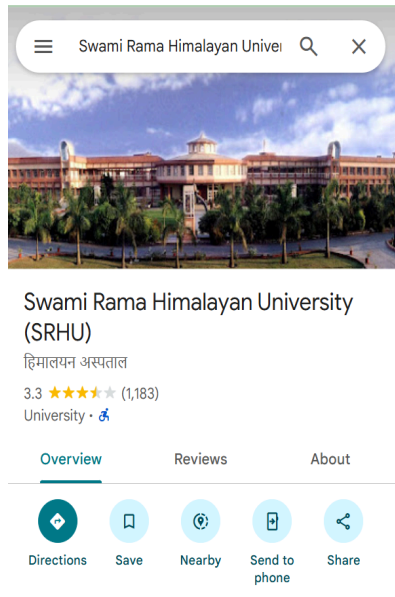 Swami Rama Himalayan Univer
Swami Rama Himalayan University
(SRHU)
हिमालयन अस्पताल
3.3 (1,183)
University ·
Overview Reviews About
Directions Save Nearby Send to phone Share